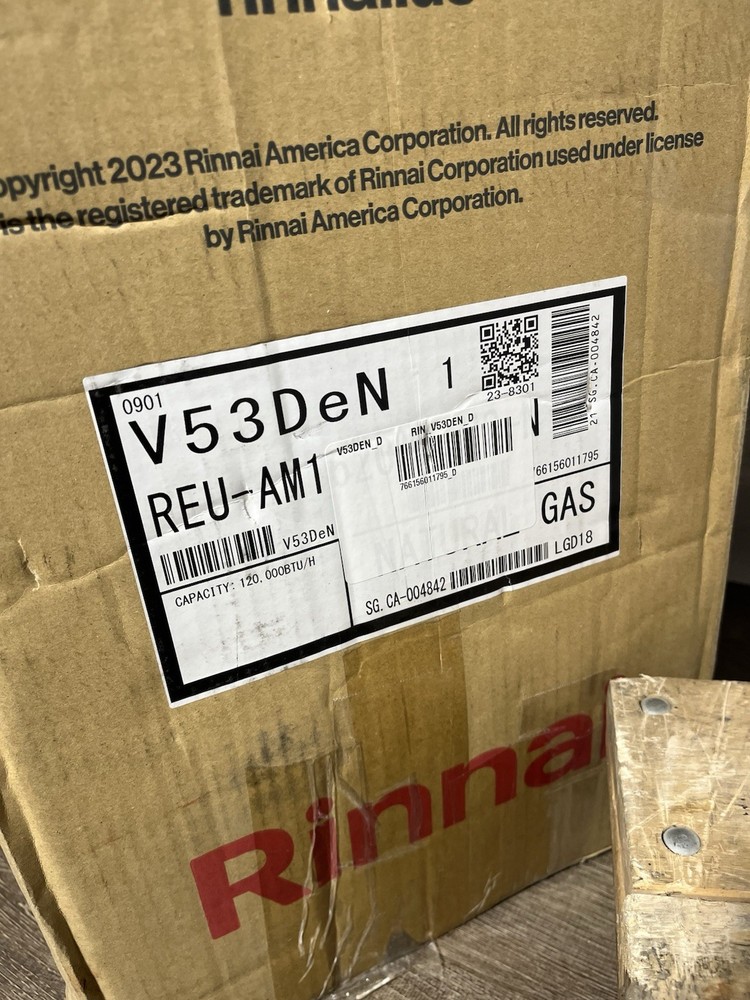 opyright 2023 Rinnai America Corporation. All rights reserved.
is the registered trademark of Rinnai Corporation used under license
by Rinnai America Corporation.
0901
V53DeN 1
23-8301
21-SG.CA-004842
REU-AM1
N
V53DEN_D
RIN_V53DEN_D
766156011795_D
766156011795
V53DeN
NATURAL GAS
CAPACITY: 120.000BTU/H
SG.CA-004842
LGD18
Rinnai